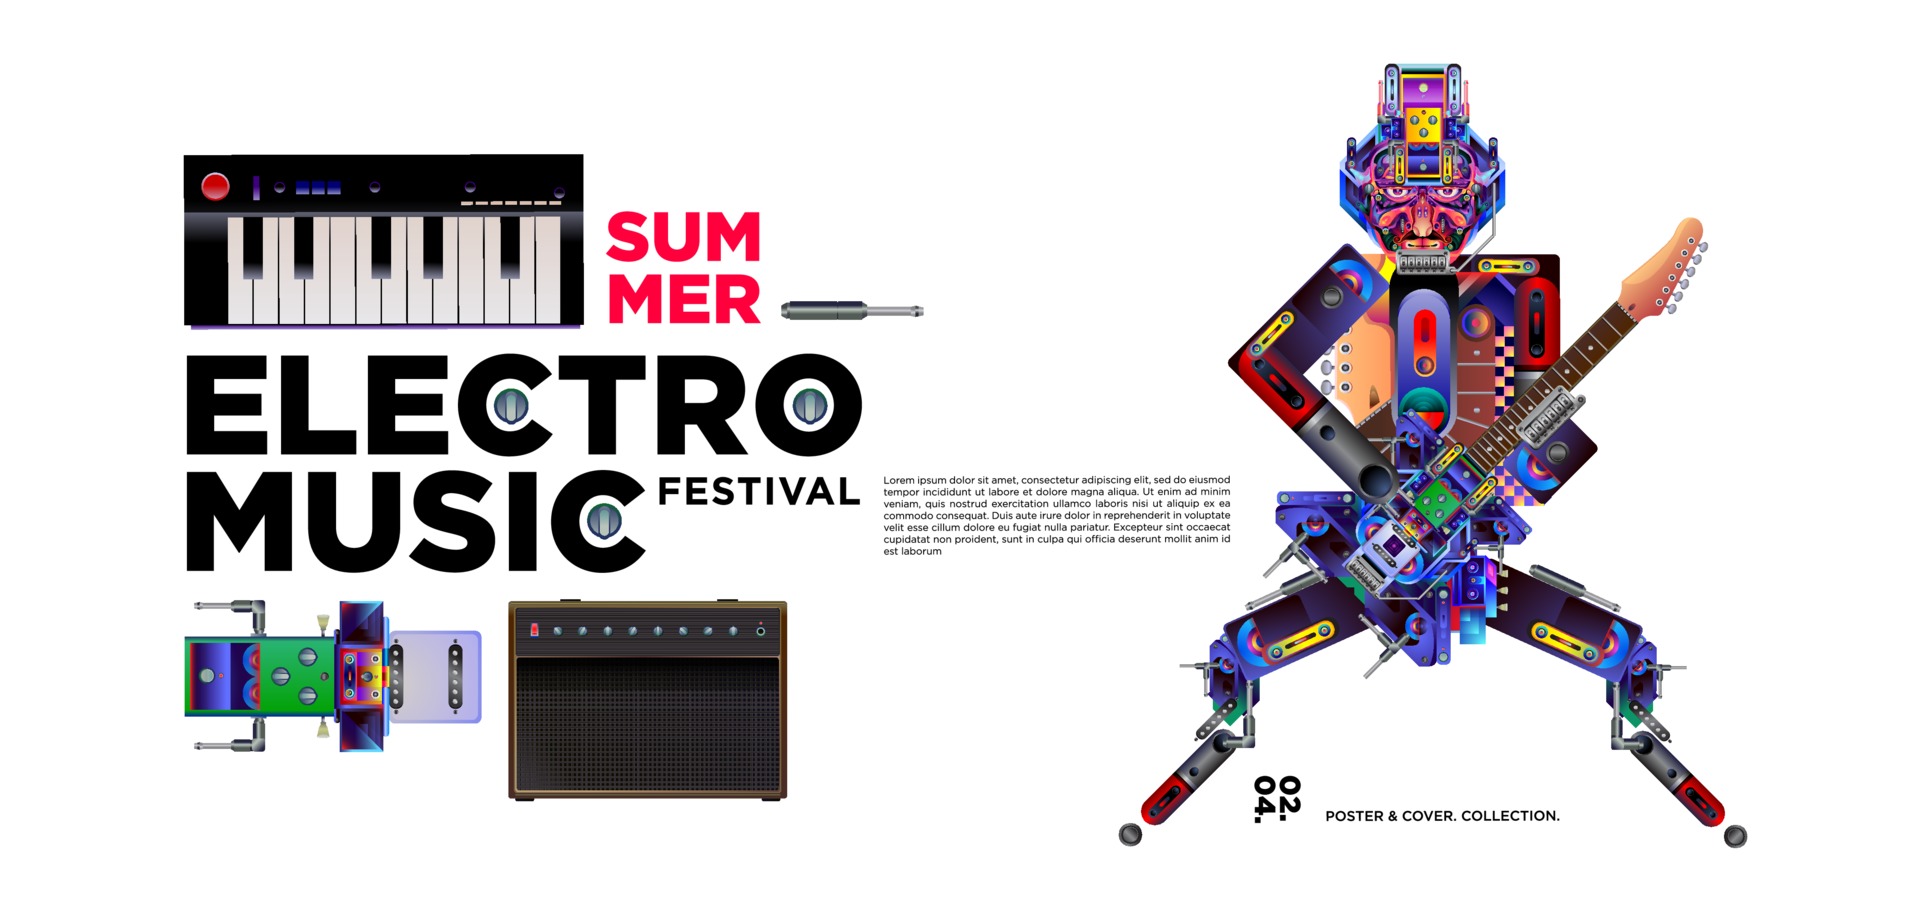 SUM
MER
ELECTRO
MUSIC FESTIVAL
Lorem ipsum dolor sit amet, consectetur adipiscing elit, sed do eiusmod
tempor incididunt ut labore et dolore magna aliqua. Ut enim ad minim
veniam, quis nostrud exercitation ullamco laboris nisi ut aliquip ex ea
commodo consequat. Duis aute irure dolor in reprehenderit in voluptate
velit esse cillum dolore eu fugiat nulla pariatur. Excepteur sint occaecat
cupidatat non proident, sunt in culpa qui officia deserunt mollit anim id
est laborum
02.
04.
POSTER & COVER. COLLECTION.